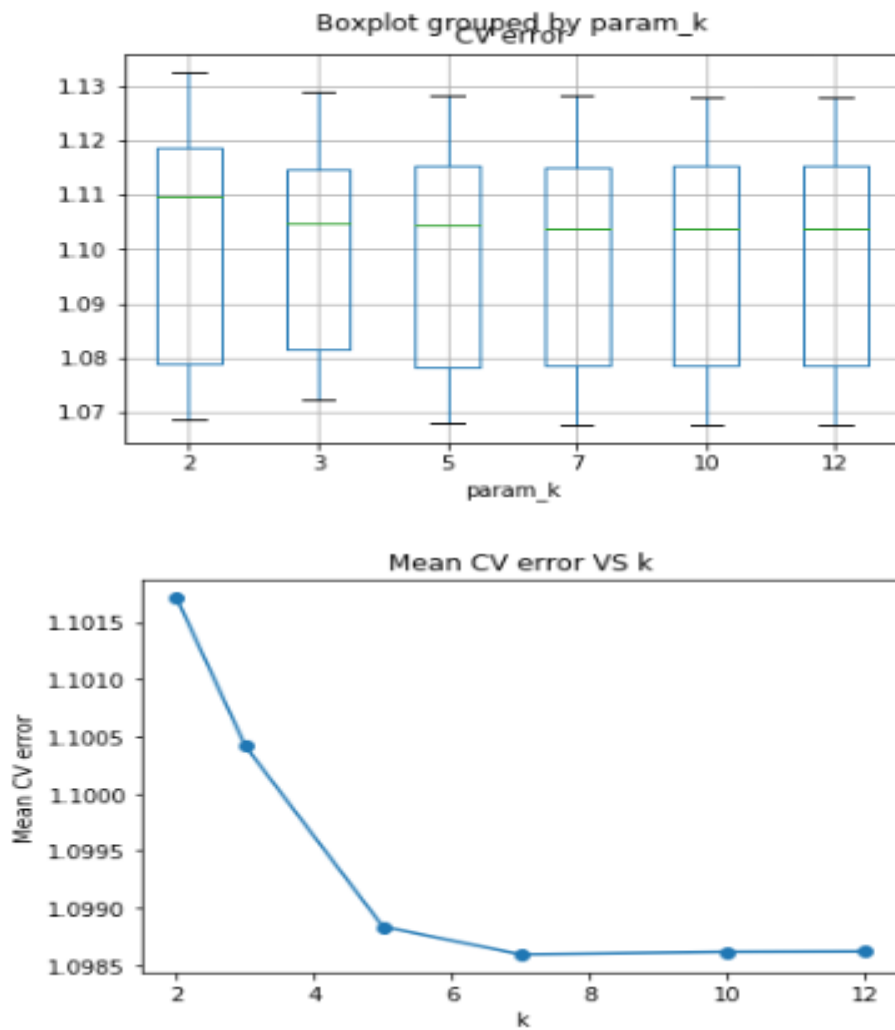 Boxplot grouped by param_k
CV error
1.13
1.12
1.11
1.10
1.09
1.08
1.07
2 3 5 7 10 12
param_k
Mean CV error VS k
1.1015
1.1010
1.1005
1.1000
1.0995
1.0990
1.0985
Mean CV error
2 4 6 8 10 12
k